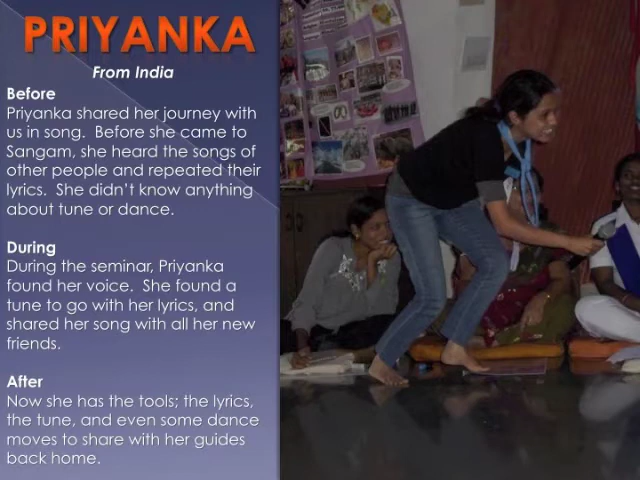 PRIYANKA
From India
Before
Priyanka shared her journey with
us in song. Before she came to
Sangam, she heard the songs of
other people and repeated their
lyrics. She didn't know anything
about tune or dance.
During
During the seminar, Priyanka
found her voice. She found a
tune to go with her lyrics, and
shared her song with all her new
friends.
After
Now she has the tools; the lyrics,
the tune, and even some dance
moves to share with her guides
back home.